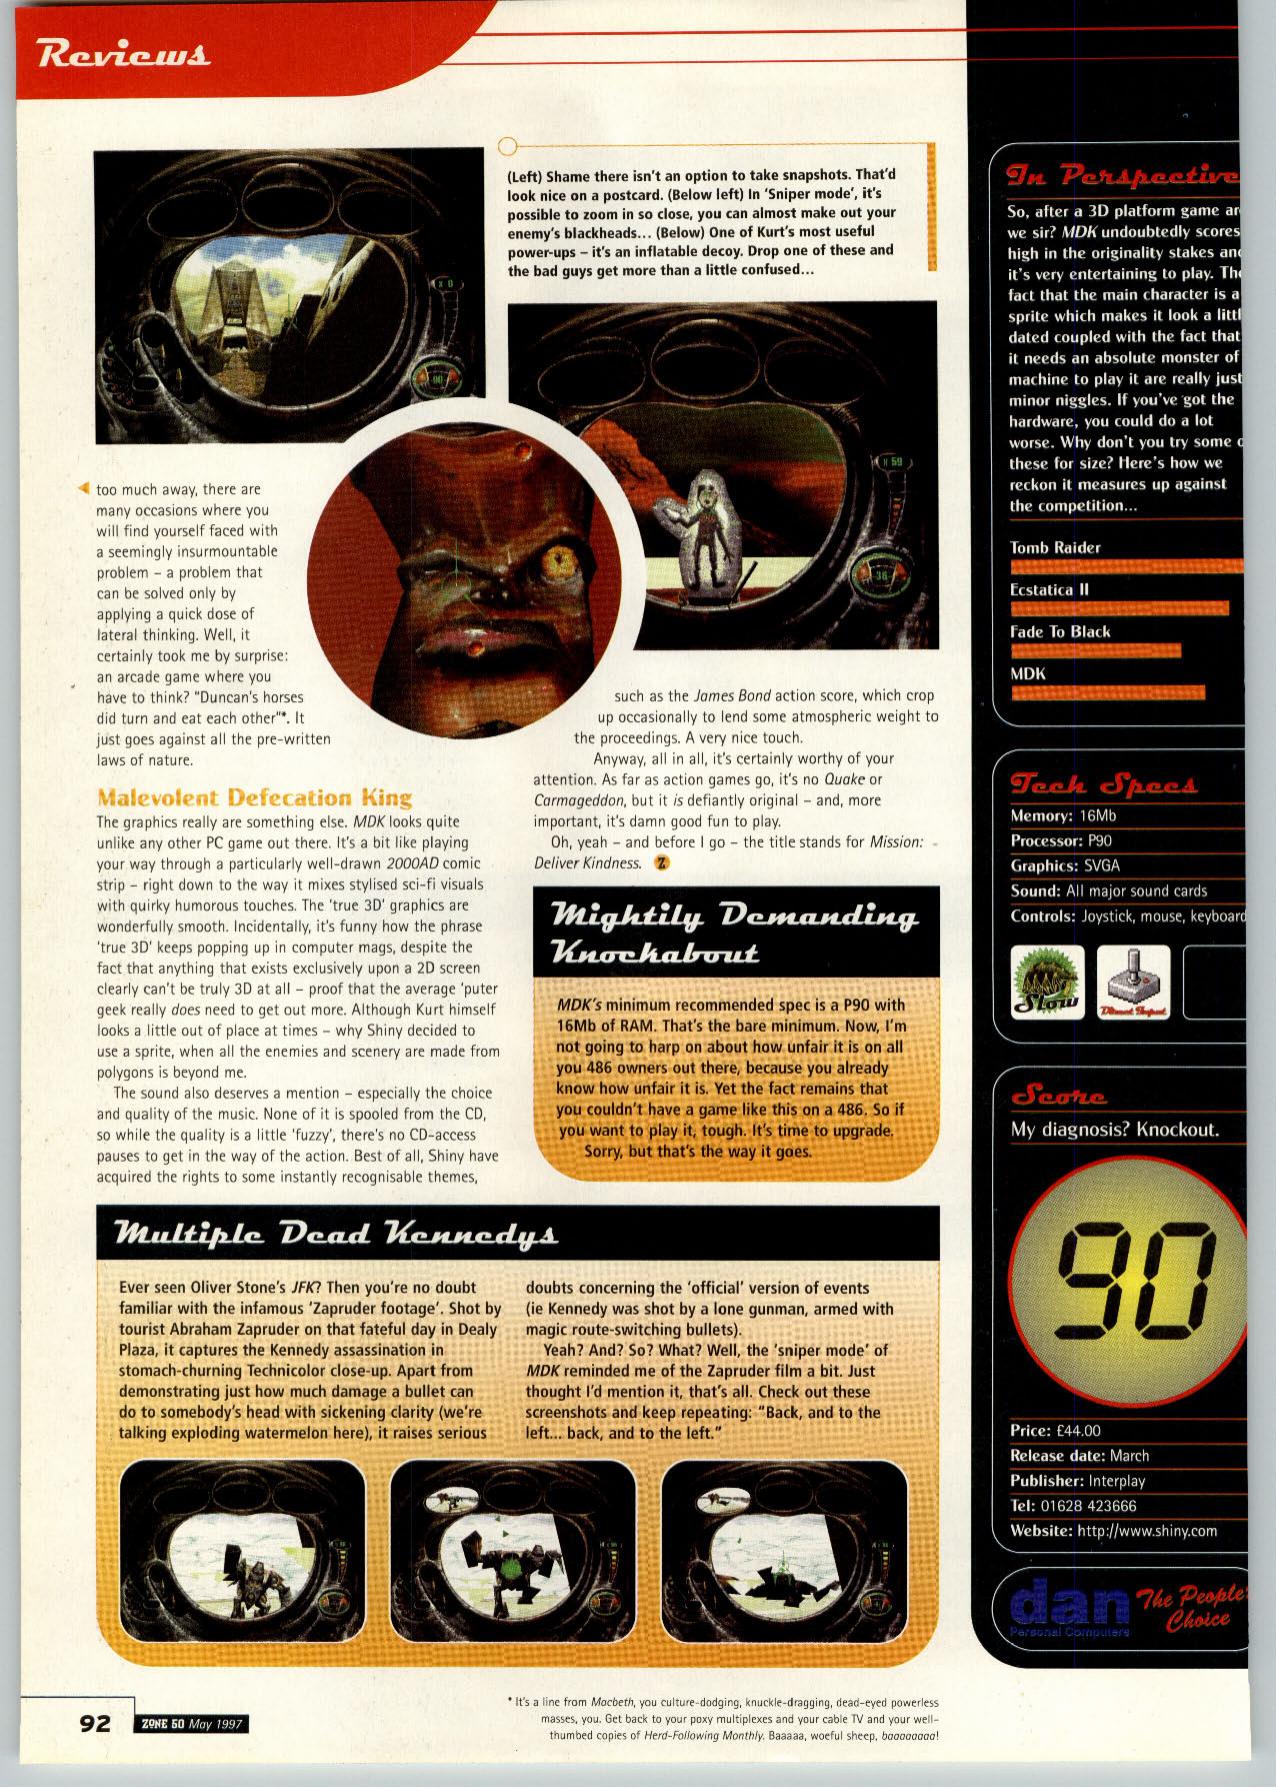 Reviews
(Left) Shame there isn't an option to take snapshots. That'd
look nice on a postcard. (Below left) In 'Sniper mode', it's
possible to zoom in so close, you can almost make out your
enemy's blackheads... (Below) One of Kurt's most useful
power-ups – it's an inflatable decoy. Drop one of these and
the bad guys get more than a little confused...
too much away, there are
many occasions where you
will find yourself faced with
a seemingly insurmountable
problem – a problem that
can be solved only by
applying a quick dose of
lateral thinking. Well, it
certainly took me by surprise:
an arcade game where you
have to think? "Duncan's horses
did turn and eat each other"*. It
just goes against all the pre-written
laws of nature.
Malevolent Defecation King
The graphics really are something else. MDK looks quite
unlike any other PC game out there. It's a bit like playing
your way through a particularly well-drawn 2000AD comic
strip – right down to the way it mixes stylised sci-fi visuals
with quirky humorous touches. The 'true 3D' graphics are
wonderfully smooth. Incidentally, it's funny how the phrase
'true 3D' keeps popping up in computer mags, despite the
fact that anything that exists exclusively upon a 2D screen
clearly can't be truly 3D at all – proof that the average 'puter
geek really does need to get out more. Although Kurt himself
looks a little out of place at times – why Shiny decided to
use a sprite, when all the enemies and scenery are made from
polygons is beyond me.
The sound also deserves a mention – especially the choice
and quality of the music. None of it is spooled from the CD,
so while the quality is a little 'fuzzy', there's no CD-access
pauses to get in the way of the action. Best of all, Shiny have
acquired the rights to some instantly recognisable themes,
such as the James Bond action score, which crop
up occasionally to lend some atmospheric weight to
the proceedings. A very nice touch.
Anyway, all in all, it's certainly worthy of your
attention. As far as action games go, it's no Quake or
Carmageddon, but it is defiantly original – and, more
important, it's damn good fun to play.
Oh, yeah – and before I go – the title stands for Mission:
Deliver Kindness. Z
Mightily Demanding
Knockabout
MDK's minimum recommended spec is a P90 with
16Mb of RAM. That's the bare minimum. Now, I'm
not going to harp on about how unfair it is on all
you 486 owners out there, because you already
know how unfair it is. Yet the fact remains that
you couldn't have a game like this on a 486. So if
you want to play it, tough. It's time to upgrade.
Sorry, but that's the way it goes.
Multiple Dead Kennedys
Ever seen Oliver Stone's JFK? Then you're no doubt
familiar with the infamous 'Zapruder footage'. Shot by
tourist Abraham Zapruder on that fateful day in Dealy
Plaza, it captures the Kennedy assassination in
stomach-churning Technicolor close-up. Apart from
demonstrating just how much damage a bullet can
do to somebody's head with sickening clarity (we're
talking exploding watermelon here), it raises serious
doubts concerning the 'official' version of events
(ie Kennedy was shot by a lone gunman, armed with
magic route-switching bullets).
Yeah? And? So? What? Well, the 'sniper mode' of
MDK reminded me of the Zapruder film a bit. Just
thought I'd mention it, that's all. Check out these
screenshots and keep repeating: "Back, and to the
left... back, and to the left."
In Perspective
So, after a 3D platform game ar
we sir? MDK undoubtedly scores
high in the originality stakes and
it's very entertaining to play. The
fact that the main character is a
sprite which makes it look a littl
dated coupled with the fact that
it needs an absolute monster of
machine to play it are really just
minor niggles. If you've got the
hardware, you could do a lot
worse. Why don't you try some o
these for size? Here's how we
reckon it measures up against
the competition...
Tomb Raider
Ecstatica II
Fade To Black
MDK
Tech Specs
Memory: 16Mb
Processor: P90
Graphics: SVGA
Sound: All major sound cards
Controls: Joystick, mouse, keyboard
Slow
Direct Input
Score
My diagnosis? Knockout.
90
Price: £44.00
Release date: March
Publisher: Interplay
Tel: 01628 423666
Website: http://www.shiny.com
dan
Personal Computers
The People'
Choice
* It's a line from Macbeth, you culture-dodging, knuckle-dragging, dead-eyed powerless
masses, you. Get back to your poxy multiplexes and your cable TV and your well-
thumbed copies of Herd-Following Monthly. Baaaaa, woeful sheep, baaaaaaaa!
92 ZONE 50 May 1997